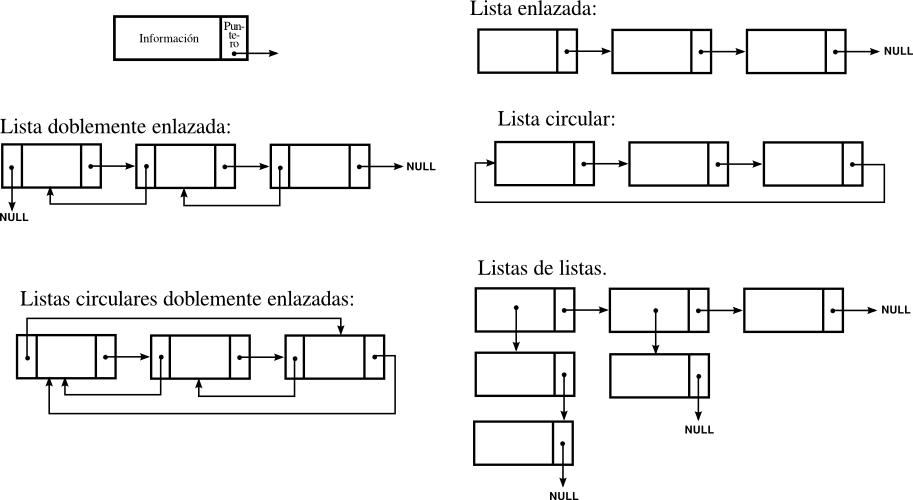 Información
Pun-
te-
ro
Lista enlazada:
NULL
Lista doblemente enlazada:
NULL
NULL
Lista circular:
Listas circulares doblemente enlazadas:
Listas de listas.
NULL
NULL
NULL